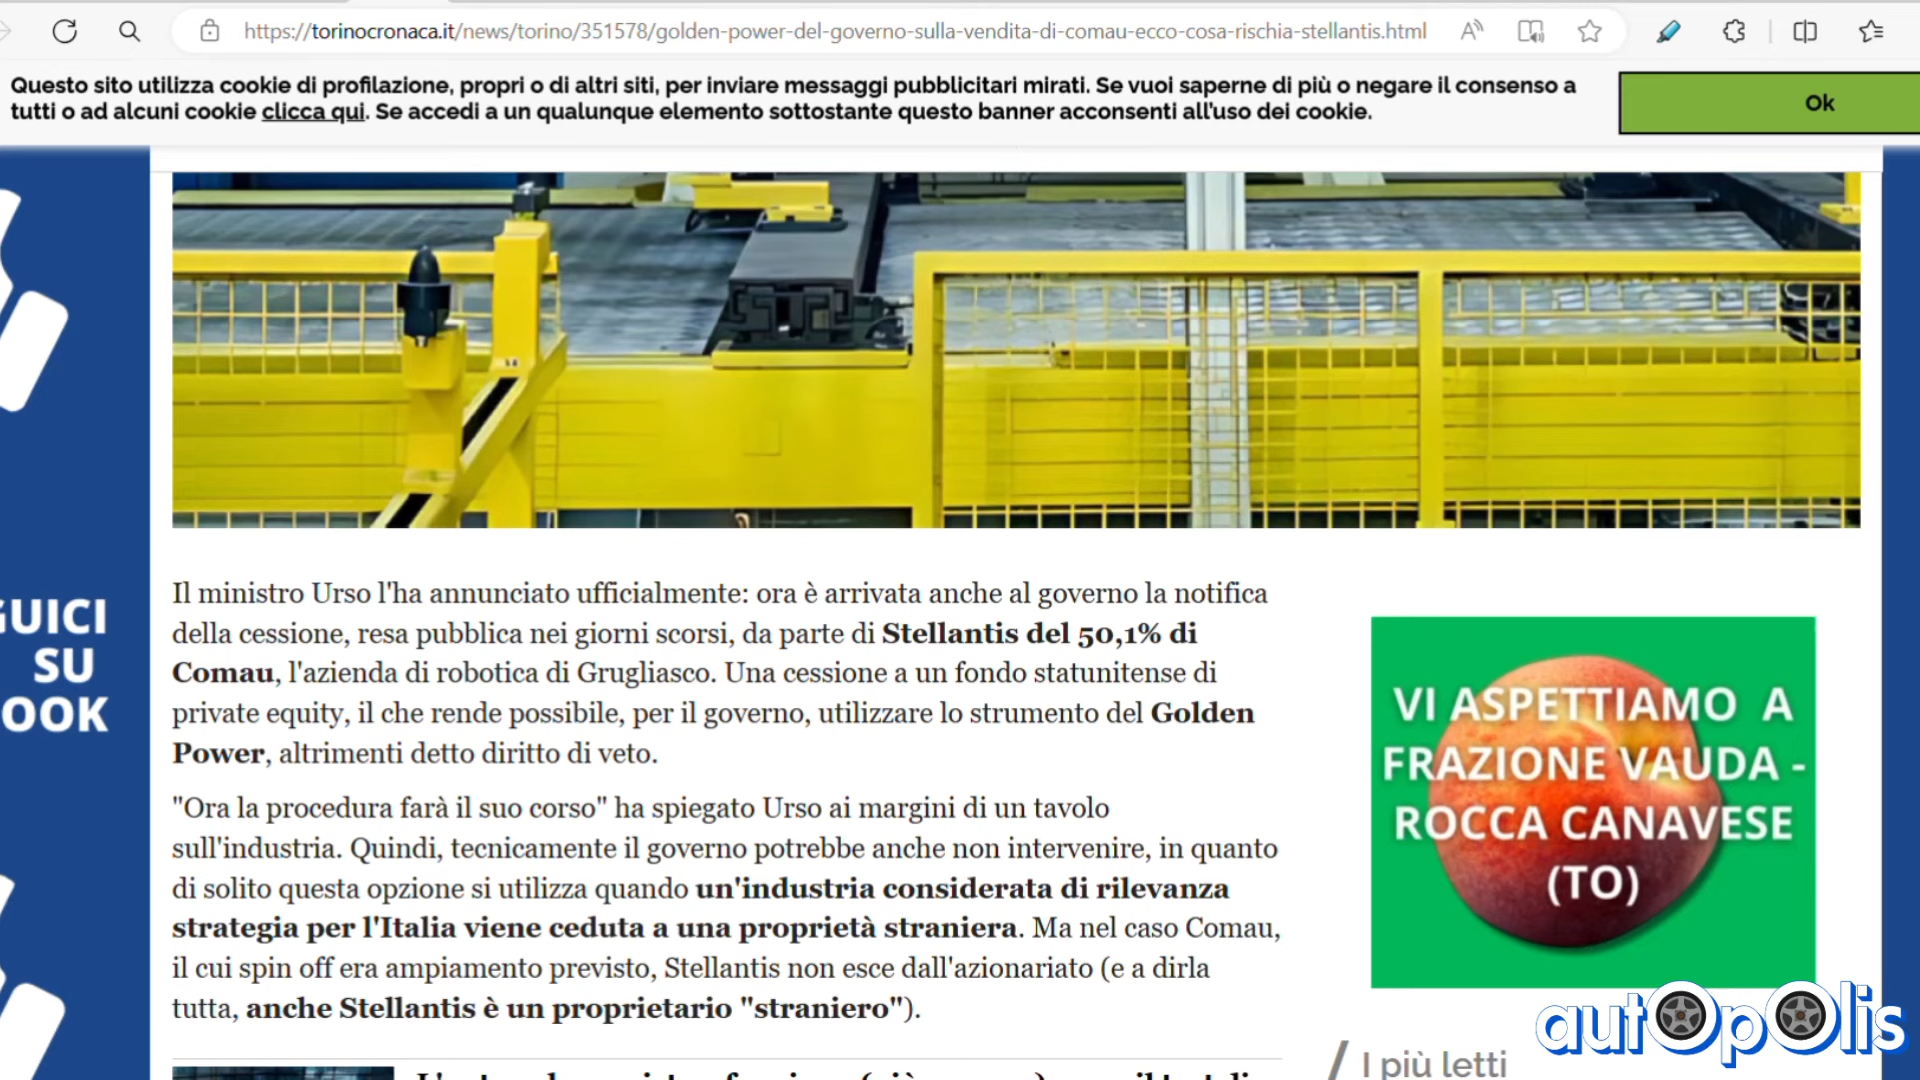 https://torinocronaca.it/news/torino/351578/golden-power-del-governo-sulla-vendita-di-comau-ecco-cosa-rischia-stellantis.html
Questo sito utilizza cookie di profilazione, propri o di altri siti, per inviare messaggi pubblicitari mirati. Se vuoi saperne di più o negare il consenso a
tutti o ad alcuni cookie clicca qui. Se accedi a un qualunque elemento sottostante questo banner acconsenti all'uso dei cookie.
Ok
GUICI
SU
OOK
Il ministro Urso l'ha annunciato ufficialmente: ora è arrivata anche al governo la notifica
della cessione, resa pubblica nei giorni scorsi, da parte di Stellantis del 50,1% di
Comau, l'azienda di robotica di Grugliasco. Una cessione a un fondo statunitense di
private equity, il che rende possibile, per il governo, utilizzare lo strumento del Golden
Power, altrimenti detto diritto di veto.
"Ora la procedura farà il suo corso" ha spiegato Urso ai margini di un tavolo
sull'industria. Quindi, tecnicamente il governo potrebbe anche non intervenire, in quanto
di solito questa opzione si utilizza quando un'industria considerata di rilevanza
strategia per l'Italia viene ceduta a una proprietà straniera. Ma nel caso Comau,
il cui spin off era ampiamento previsto, Stellantis non esce dall'azionariato (e a dirla
tutta, anche Stellantis è un proprietario "straniero").
VI ASPETTIAMO A
FRAZIONE VAUDA -
ROCCA CANAVESE
(TO)
autopolis
I più letti